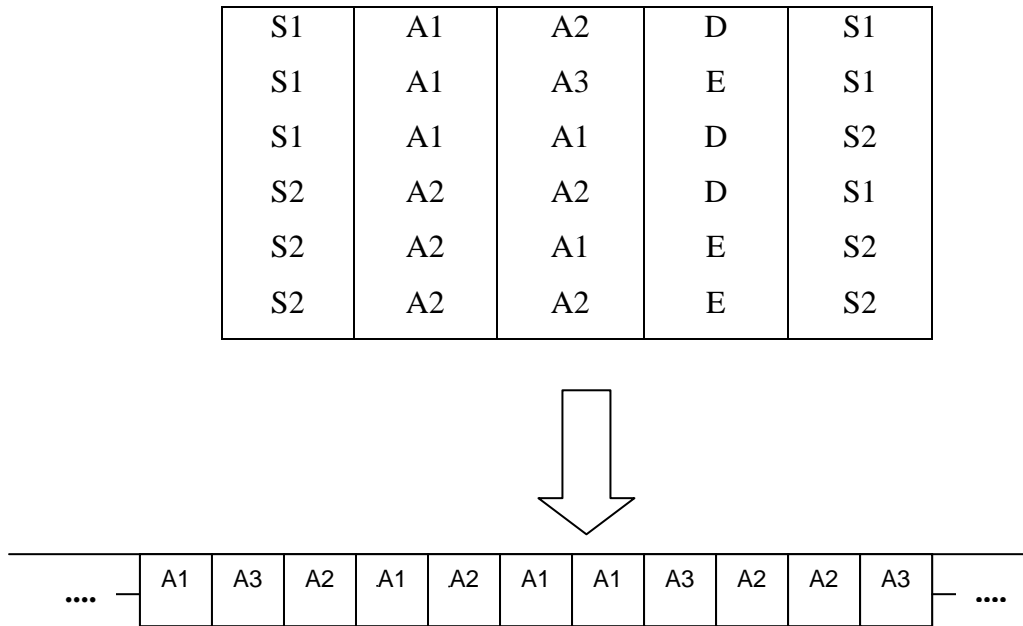 S1 A1 A2 D S1
S1 A1 A3 E S1
S1 A1 A1 D S2
S2 A2 A2 D S1
S2 A2 A1 E S2
S2 A2 A2 E S2
.... A1 A3 A2 .A1 .A2 A1 A1 A3 A2 A2 A3 ....